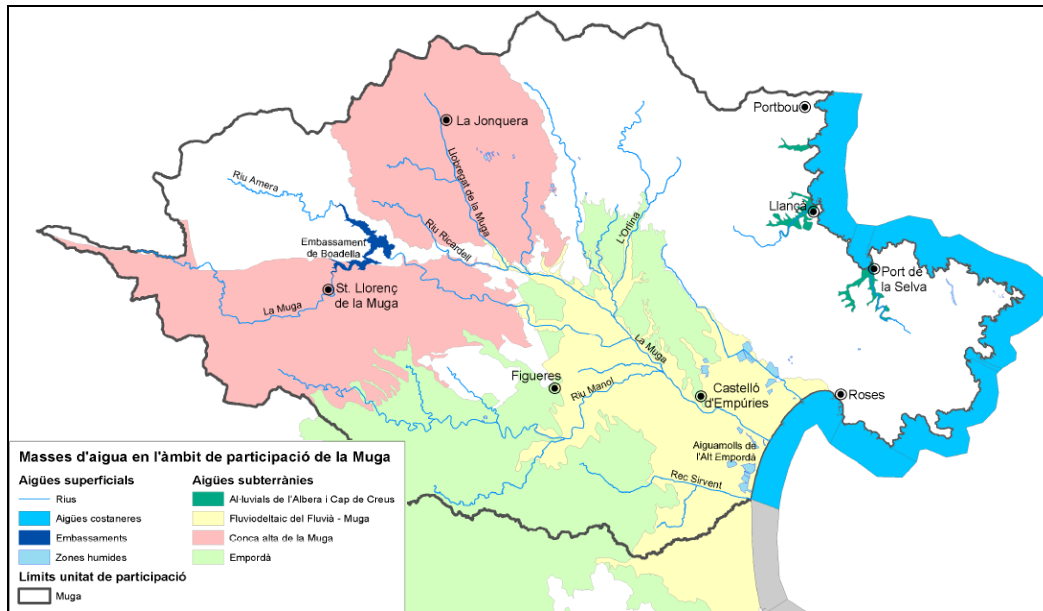 Portbou
La Jonquera
Llobregat de la Muga
Riu Amera
L'Orlina
Llançà
Riu Ricardell
Embassament
de Boadella
Port de
la Selva
St. Llorenç
de la Muga
La Muga
La Muga
Figueres
Riu Manol
Castelló
d'Empúries
Roses
Aiguamolls de
l'Alt Empordà
Rec Sirvent
Masses d'aigua en l'àmbit de participació de la Muga
Aigües superficials
Rius
Aigües costaneres
Embassaments
Zones humides
Aigües subterrànies
Al·luvials de l'Albera i Cap de Creus
Fluviodeltaic del Fluvià - Muga
Conca alta de la Muga
Empordà
Límits unitat de participació
Muga